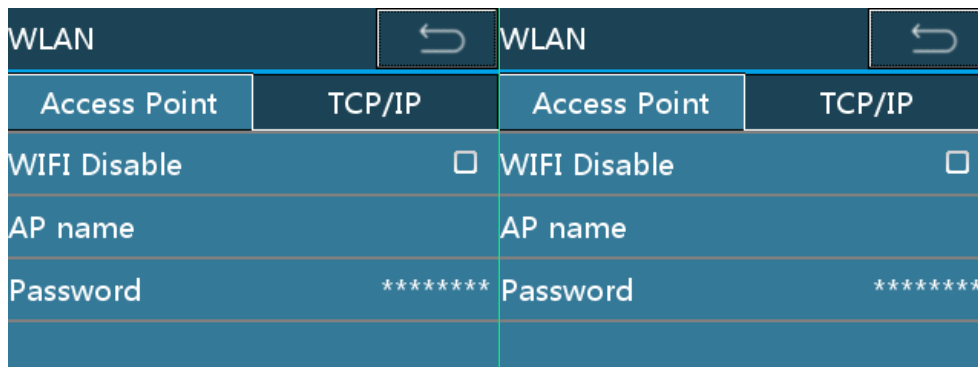 WLAN
Access Point TCP/IP
WIFI Disable
AP name
Password ********
WLAN
Access Point TCP/IP
WIFI Disable
AP name
Password ********